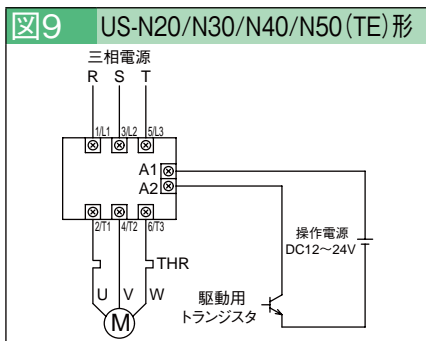 図9 US-N20/N30/N40/N50(TE)形
三相電源
R S T
1/L1 3/L2 5/L3
A1
A2
2/T1 4/T2 6/T3
操作電源
DC12～24V
THR
U V W
駆動用
トランジスタ
M